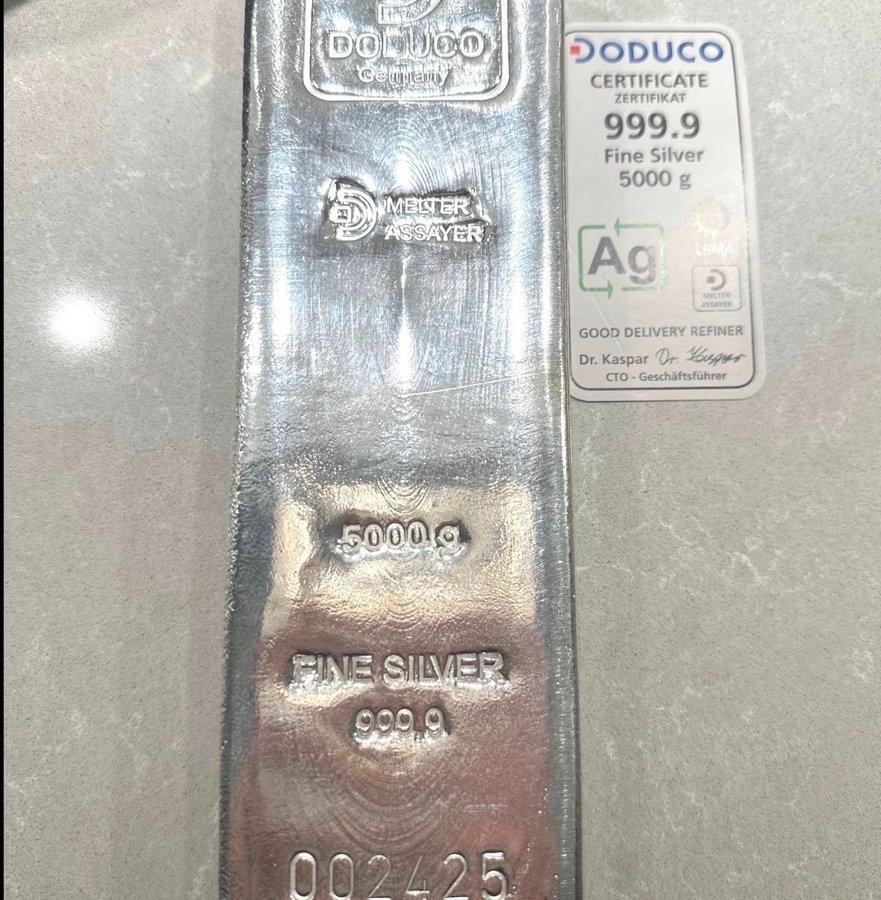 DODUCO
Germany
MELTER
ASSAYER
5000 g
FINE SILVER
999.9
002425
DODUCO
CERTIFICATE
ZERTIFIKAT
999.9
Fine Silver
5000 g
Ag
LBMA
MELTER
ASSAYER
GOOD DELIVERY REFINER
Dr. Kaspar
CTO - Geschäftsführer